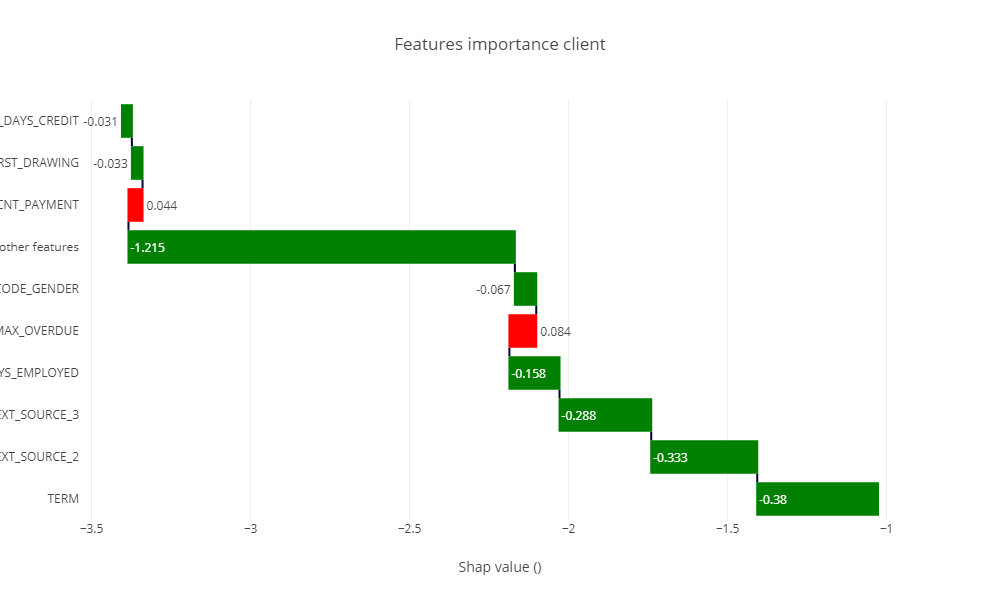 Features importance client
_DAYS_CREDIT -0.031
RST_DRAWING -0.033
CNT_PAYMENT 0.044
other features -1.215
CODE_GENDER -0.067
MAX_OVERDUE 0.084
YS_EMPLOYED -0.158
EXT_SOURCE_3 -0.288
EXT_SOURCE_2 -0.333
TERM -0.38
−3.5 −3 −2.5 −2 −1.5 −1
Shap value ()